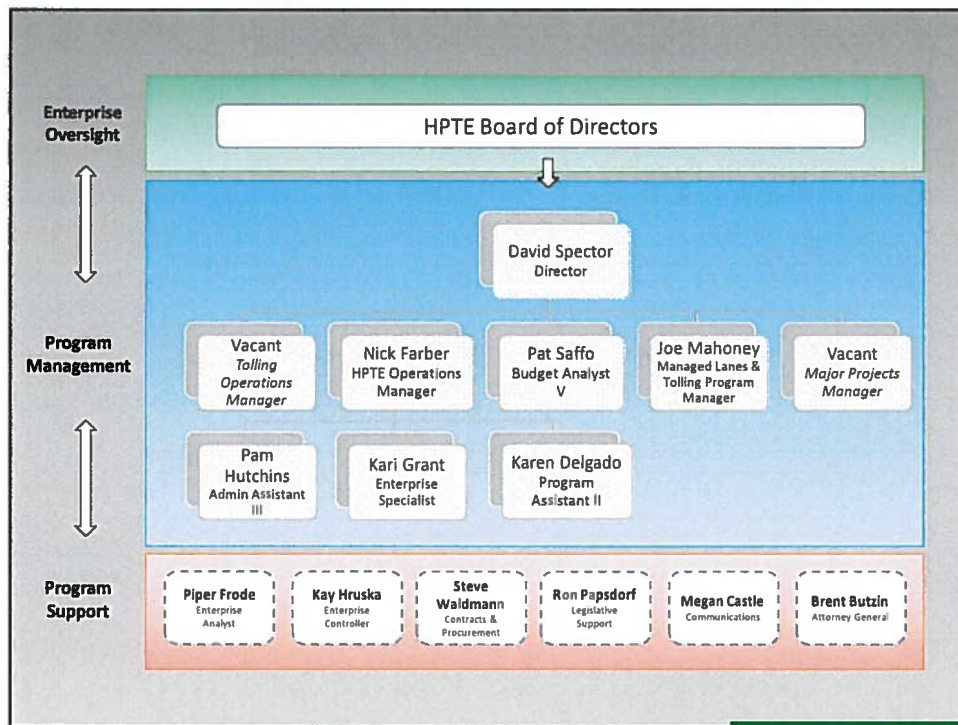 Enterprise
Oversight
HPTE Board of Directors
David Spector
Director
Program
Management
Vacant
Tolling
Operations
Manager
Nick Farber
HPTE Operations
Manager
Pat Saffo
Budget Analyst
V
Joe Mahoney
Managed Lanes &
Tolling Program
Manager
Vacant
Major Projects
Manager
Pam
Hutchins
Admin Assistant
III
Kari Grant
Enterprise
Specialist
Karen Delgado
Program
Assistant II
Program
Support
Piper Frode
Enterprise
Analyst
Kay Hruska
Enterprise
Controller
Steve
Waldmann
Contracts &
Procurement
Ron Papsdorf
Legislative
Support
Megan Castle
Communications
Brent Butzin
Attorney General